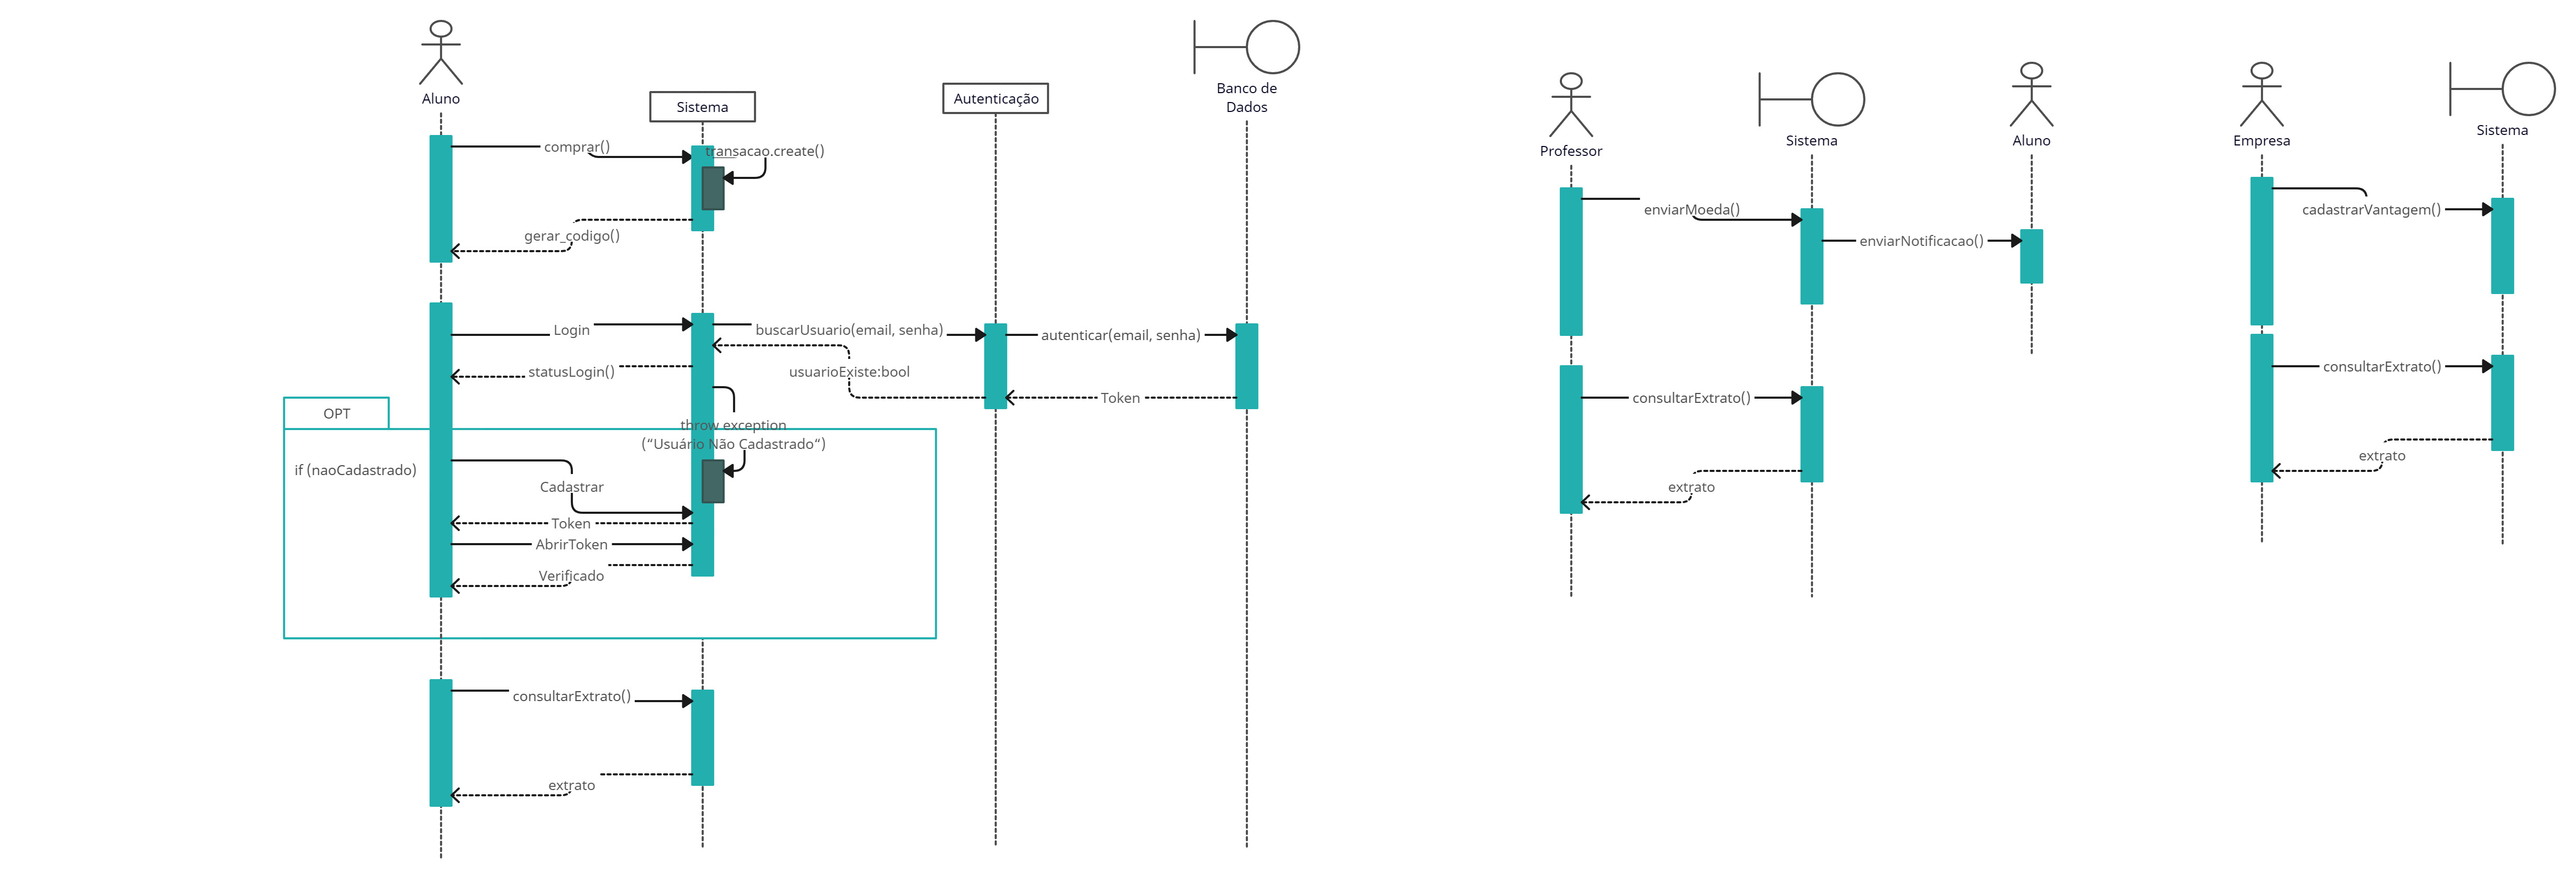 Aluno
Sistema
Autenticação
Banco de
Dados
comprar()
transacao.create()
gerar_codigo()
Login
buscarUsuario(email, senha)
autenticar(email, senha)
statusLogin()
usuarioExiste:bool
Token
OPT
throw exception
(“Usuário Não Cadastrado“)
if (naoCadastrado)
Cadastrar
Token
AbrirToken
Verificado
consultarExtrato()
extrato
Professor
Sistema
Aluno
enviarMoeda()
enviarNotificacao()
consultarExtrato()
extrato
Empresa
Sistema
cadastrarVantagem()
consultarExtrato()
extrato